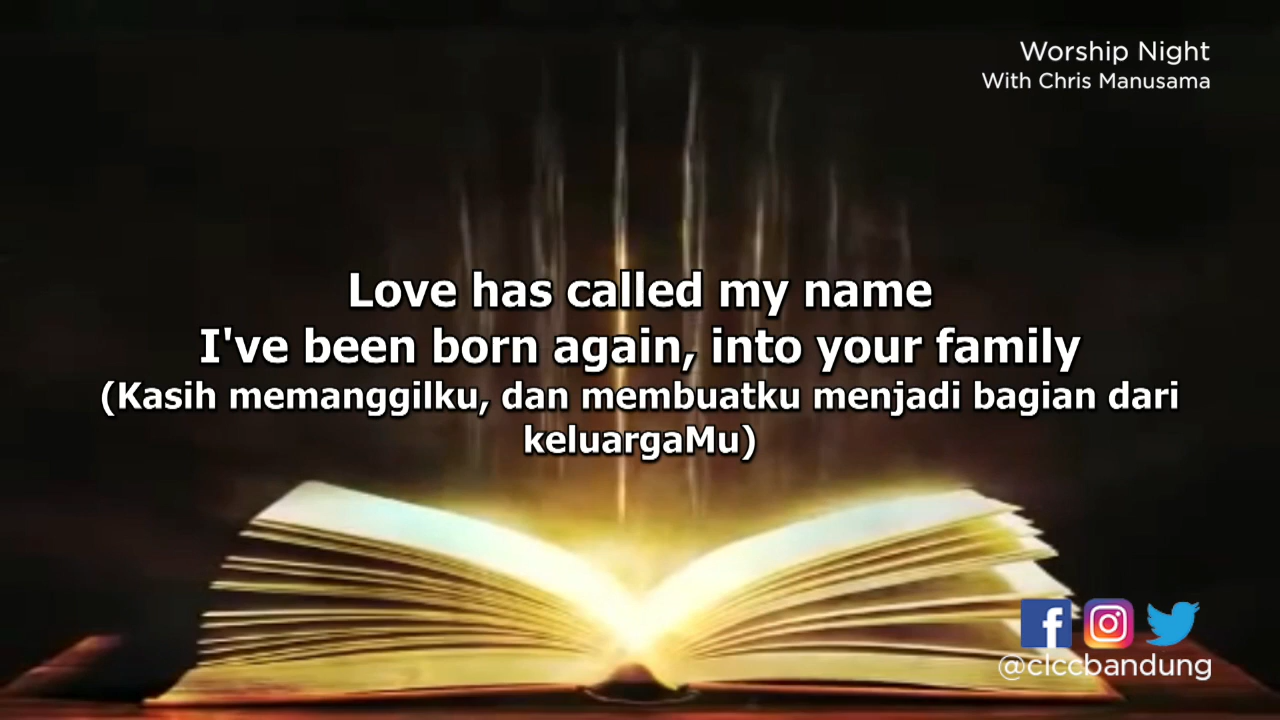 Worship Night
With Chris Manusama
Love has called my name
I've been born again, into your family
(Kasih memanggilku, dan membuatku menjadi bagian dari
keluargaMu)
@clccbandung